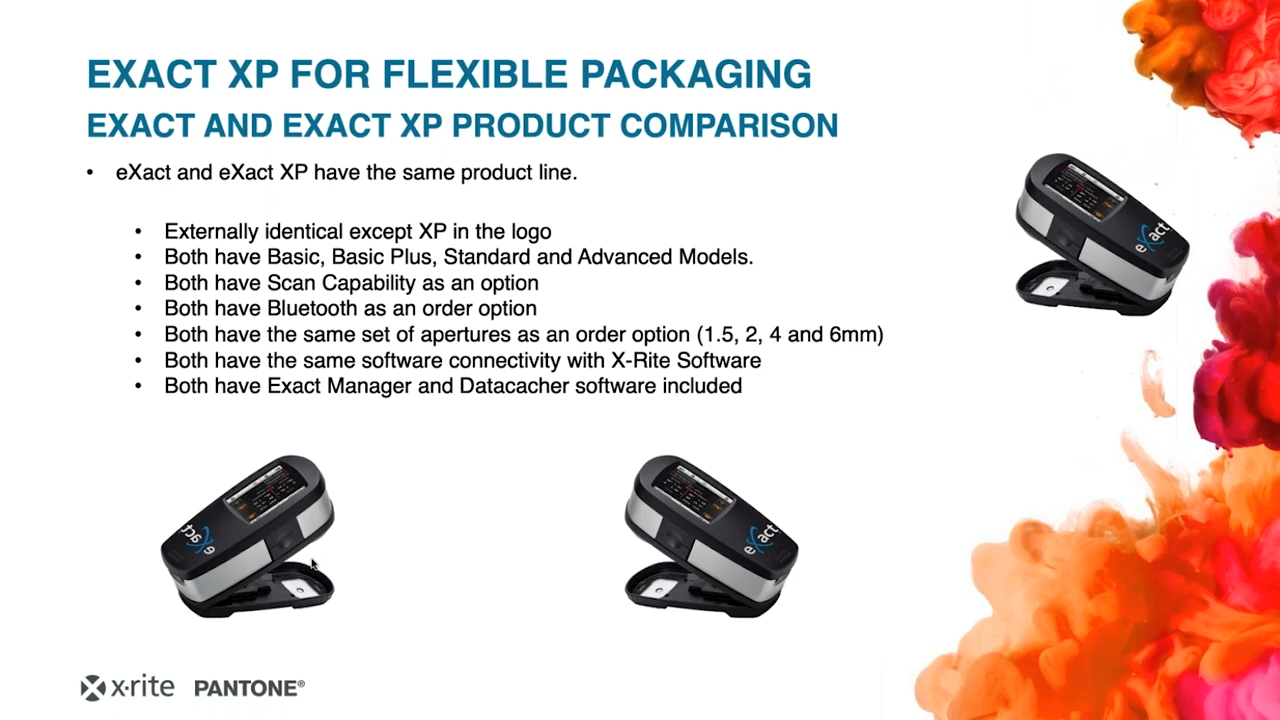 EXACT XP FOR FLEXIBLE PACKAGING
EXACT AND EXACT XP PRODUCT COMPARISON
• eXact and eXact XP have the same product line.
• Externally identical except XP in the logo
• Both have Basic, Basic Plus, Standard and Advanced Models.
• Both have Scan Capability as an option
• Both have Bluetooth as an order option
• Both have the same set of apertures as an order option (1.5, 2, 4 and 6mm)
• Both have the same software connectivity with X-Rite Software
• Both have Exact Manager and Datacacher software included
eXact
eXact
eXact
x·rite PANTONE®